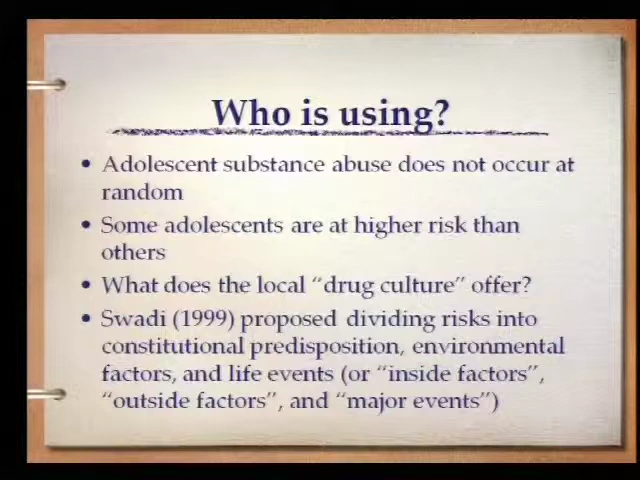 Who is using?
• Adolescent substance abuse does not occur at
random
• Some adolescents are at higher risk than
others
• What does the local “drug culture” offer?
• Swadi (1999) proposed dividing risks into
constitutional predisposition, environmental
factors, and life events (or “inside factors”,
“outside factors”, and “major events”)